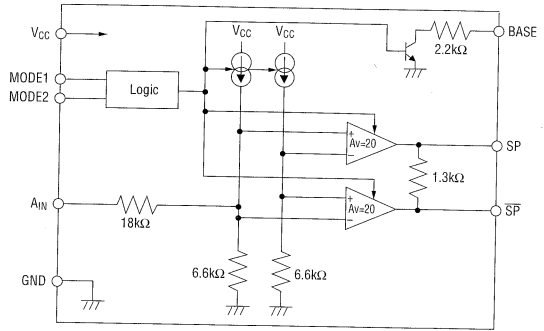 VCC
VCC
VCC
BASE
2.2kΩ
MODE1
MODE2
Logic
+
Av=20
−
SP
1.3kΩ
AIN
18kΩ
+
Av=20
−
SP
6.6kΩ
6.6kΩ
GND